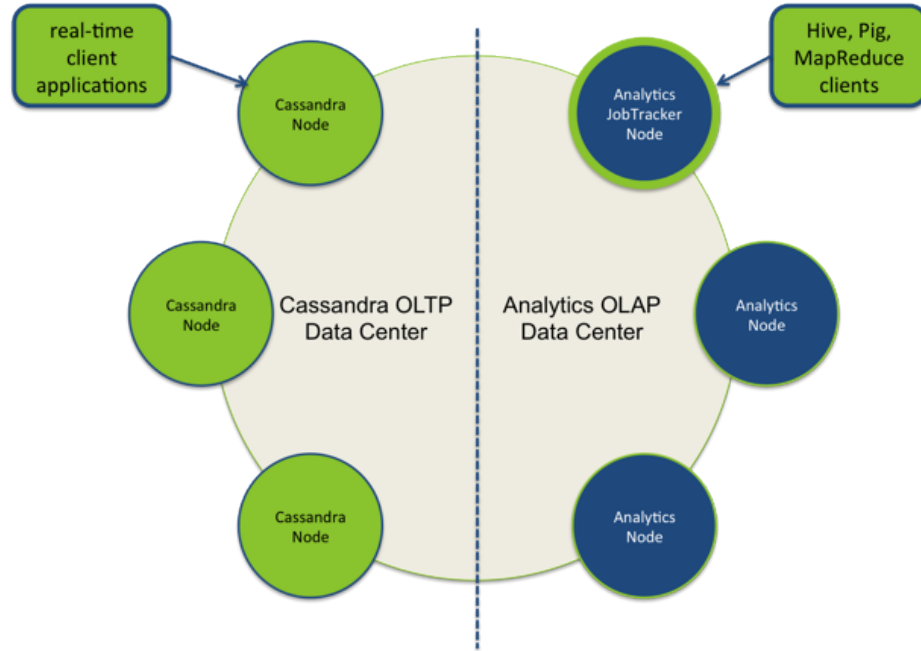 real-time
client
applications
Hive, Pig,
MapReduce
clients
Cassandra
Node
Analytics
JobTracker
Node
Cassandra
Node
Cassandra OLTP
Data Center
Analytics OLAP
Data Center
Analytics
Node
Cassandra
Node
Analytics
Node